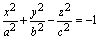 x²/a² + y²/b² − z²/c² = −1